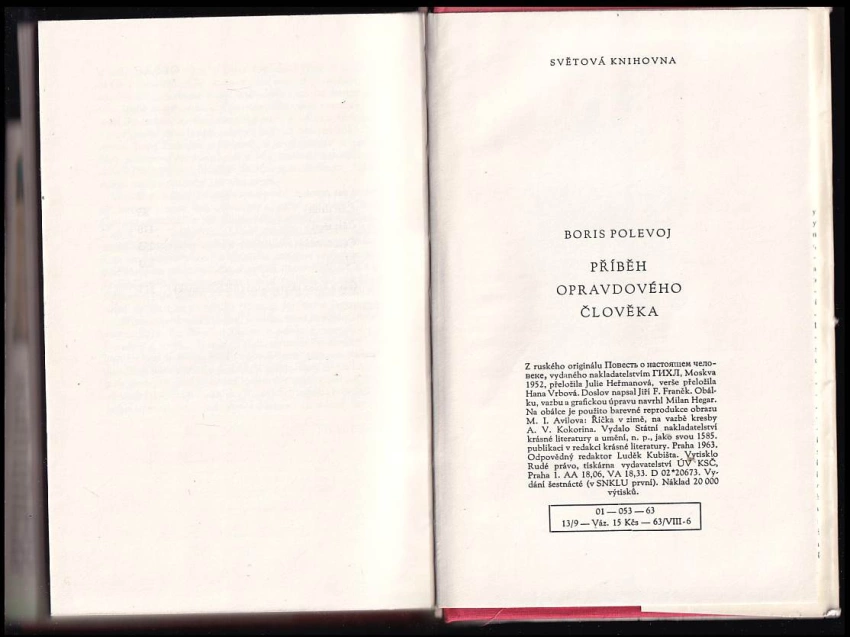 SVĚTOVÁ KNIHOVNA
BORIS POLEVOJ
PŘÍBĚH
OPRAVDOVÉHO
ČLOVĚKA
Z ruského originálu Повесть о настоящем чело-
веке, vydaného nakladatelstvím ГИХЛ, Moskva
1952, přeložila Julie Heřmanová, verše přeložila
Hana Vrbová. Doslov napsal Jiří F. Franěk. Obál-
ku, vazbu a grafickou úpravu navrhl Milan Hegar.
Na obálce je použito barevné reprodukce obrazu
M. I. Avilova: Říčka v zimě, na vazbě kresby
A. V. Kokorina. Vydalo Státní nakladatelství
krásné literatury a umění, n. p., jako svou 1585.
publikaci v redakci krásné literatury. Praha 1963.
Odpovědný redaktor Luděk Kubišta. Vytisklo
Rudé právo, tiskárna vydavatelství ÚV KSČ,
Praha 1. AA 18,06, VA 18,33. D 02*20673. Vy-
dání šestnácté (v SNKLU první). Náklad 20 000
výtisků.
01 — 053 — 63
13/9 — Váz. 15 Kčs — 63/VIII-6